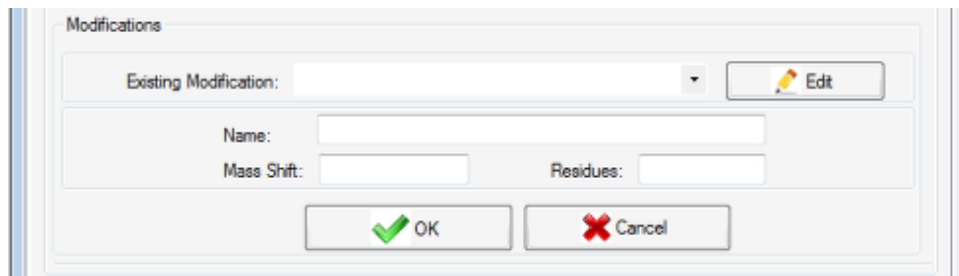 Modifications
Existing Modification: Edit
Name:
Mass Shift: Residues:
OK Cancel